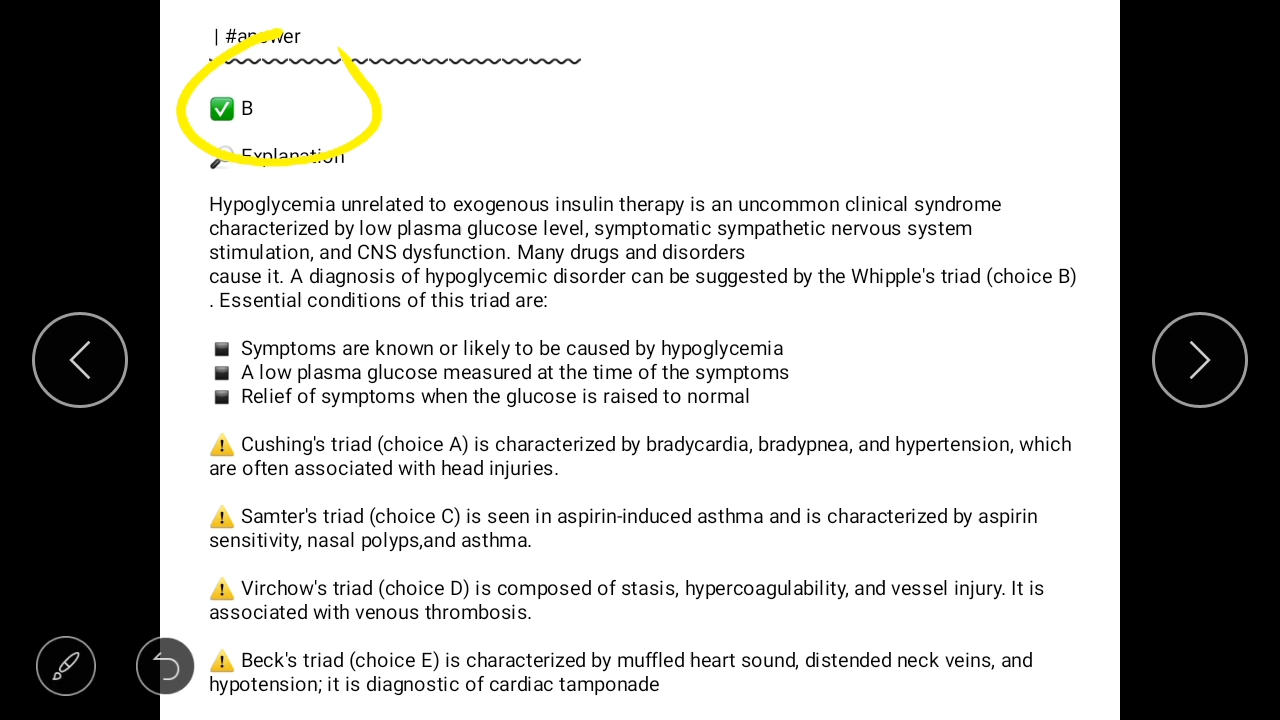 | #answer
✅ B
🔎 Explanation
Hypoglycemia unrelated to exogenous insulin therapy is an uncommon clinical syndrome
characterized by low plasma glucose level, symptomatic sympathetic nervous system
stimulation, and CNS dysfunction. Many drugs and disorders
cause it. A diagnosis of hypoglycemic disorder can be suggested by the Whipple's triad (choice B)
. Essential conditions of this triad are:
▪️ Symptoms are known or likely to be caused by hypoglycemia
▪️ A low plasma glucose measured at the time of the symptoms
▪️ Relief of symptoms when the glucose is raised to normal
⚠️ Cushing's triad (choice A) is characterized by bradycardia, bradypnea, and hypertension, which
are often associated with head injuries.
⚠️ Samter's triad (choice C) is seen in aspirin-induced asthma and is characterized by aspirin
sensitivity, nasal polyps,and asthma.
⚠️ Virchow's triad (choice D) is composed of stasis, hypercoagulability, and vessel injury. It is
associated with venous thrombosis.
⚠️ Beck's triad (choice E) is characterized by muffled heart sound, distended neck veins, and
hypotension; it is diagnostic of cardiac tamponade